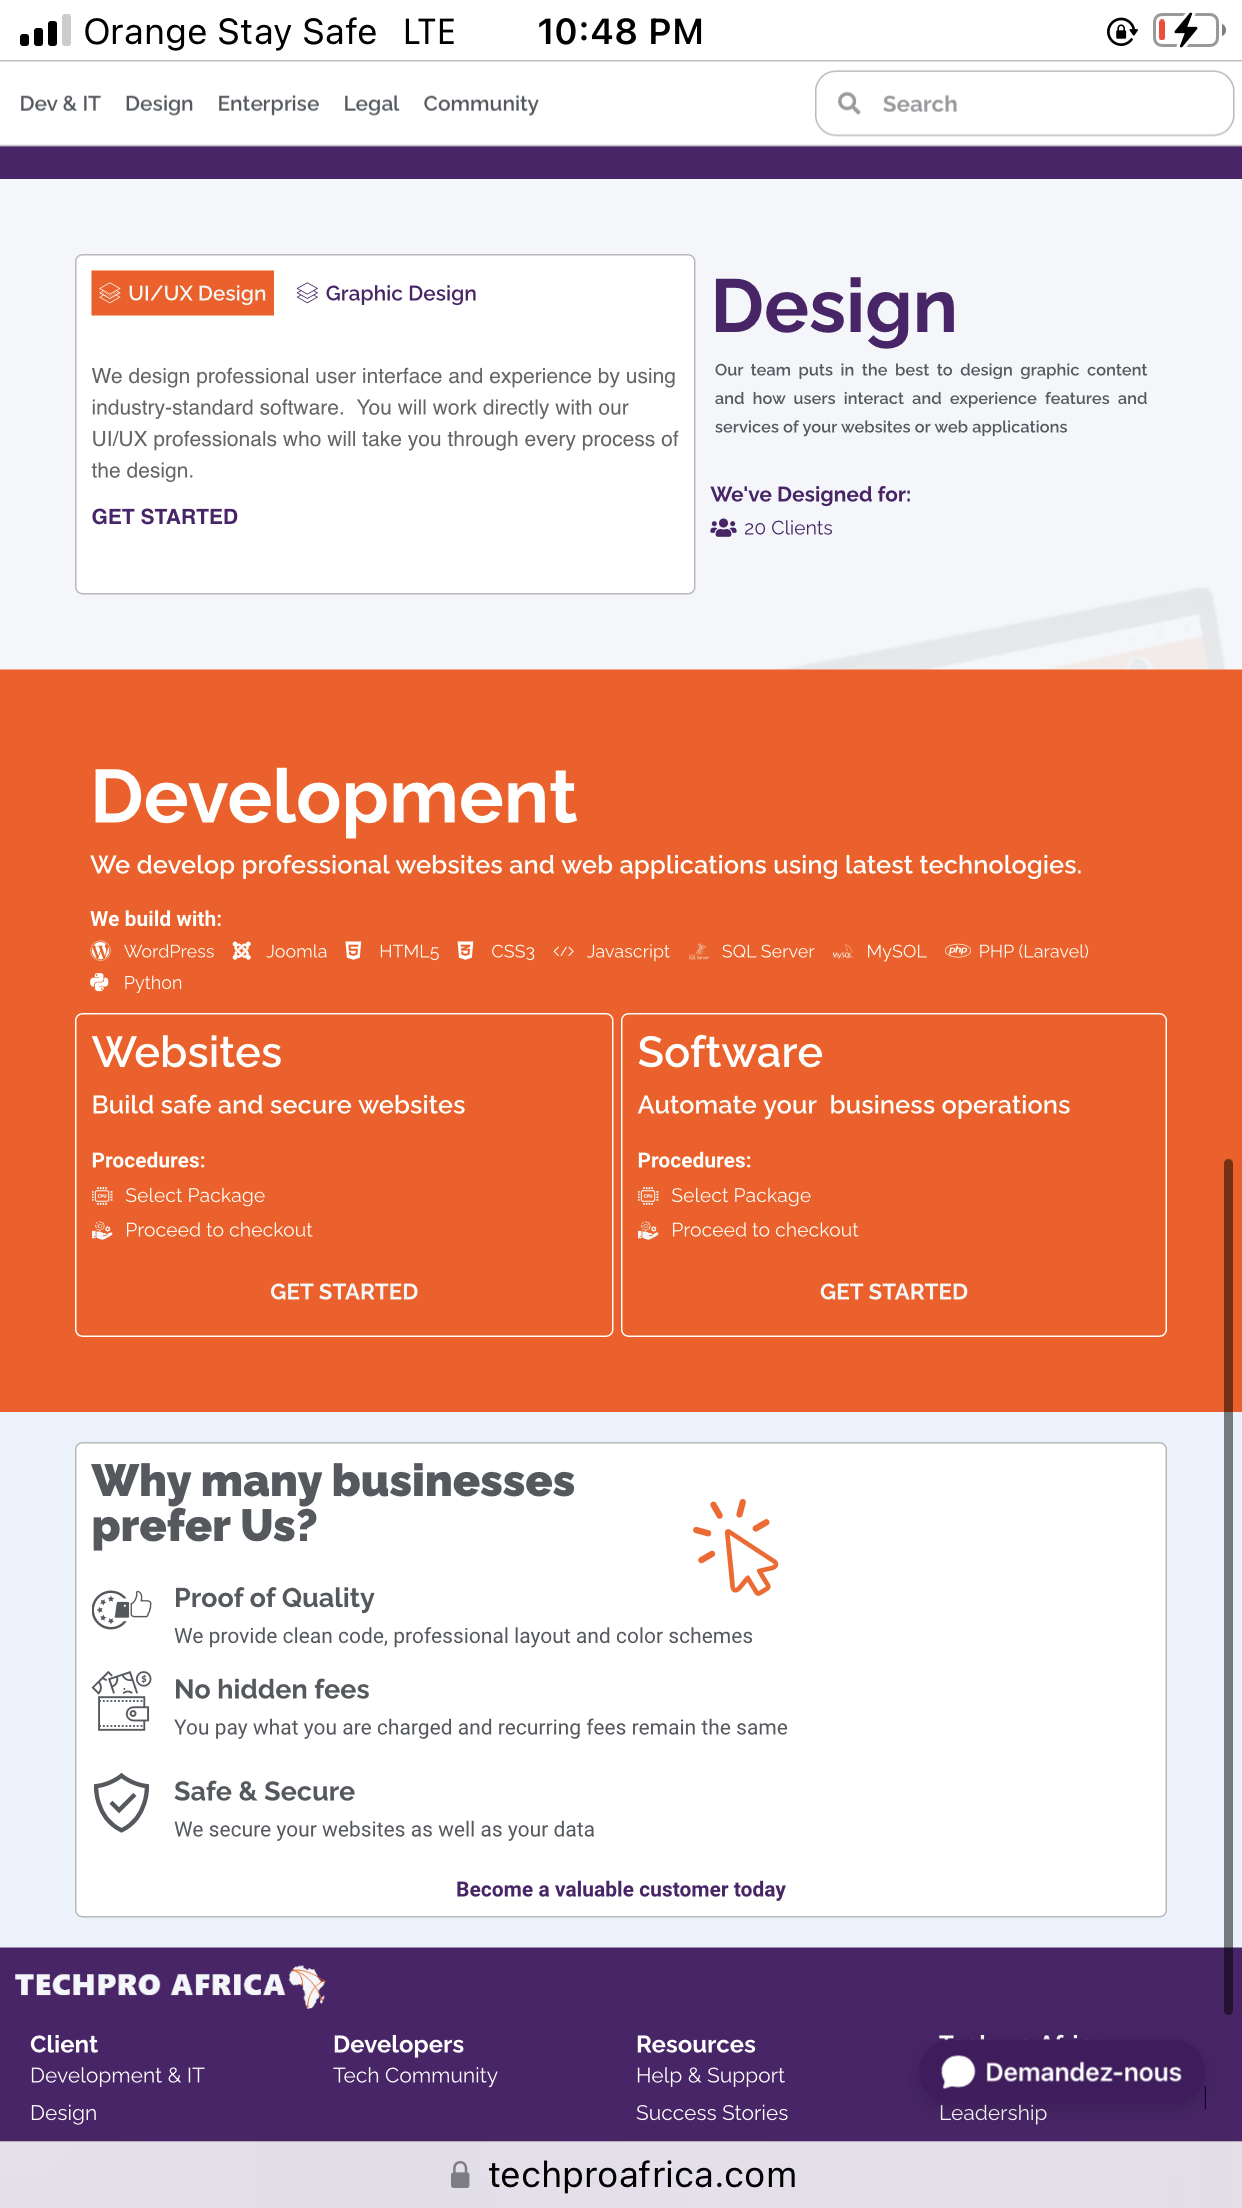 Orange Stay Safe LTE 10:48 PM
Dev & IT Design Enterprise Legal Community Search
UI/UX Design Graphic Design
We design professional user interface and experience by using
industry-standard software. You will work directly with our
UI/UX professionals who will take you through every process of
the design.
GET STARTED
Design
Our team puts in the best to design graphic content
and how users interact and experience features and
services of your websites or web applications
We've Designed for:
20 Clients
Development
We develop professional websites and web applications using latest technologies.
We build with:
WordPress Joomla HTML5 CSS3 Javascript SQL Server MySQL MySOL php PHP (Laravel)
Python
Websites
Build safe and secure websites
Procedures:
Select Package
Proceed to checkout
GET STARTED
Software
Automate your business operations
Procedures:
Select Package
Proceed to checkout
GET STARTED
Why many businesses
prefer Us?
Proof of Quality
We provide clean code, professional layout and color schemes
No hidden fees
You pay what you are charged and recurring fees remain the same
Safe & Secure
We secure your websites as well as your data
Become a valuable customer today
TECHPRO AFRICA
Client
Development & IT
Design
Developers
Tech Community
Resources
Help & Support
Success Stories
Demandez-nous
Leadership
techproafrica.com